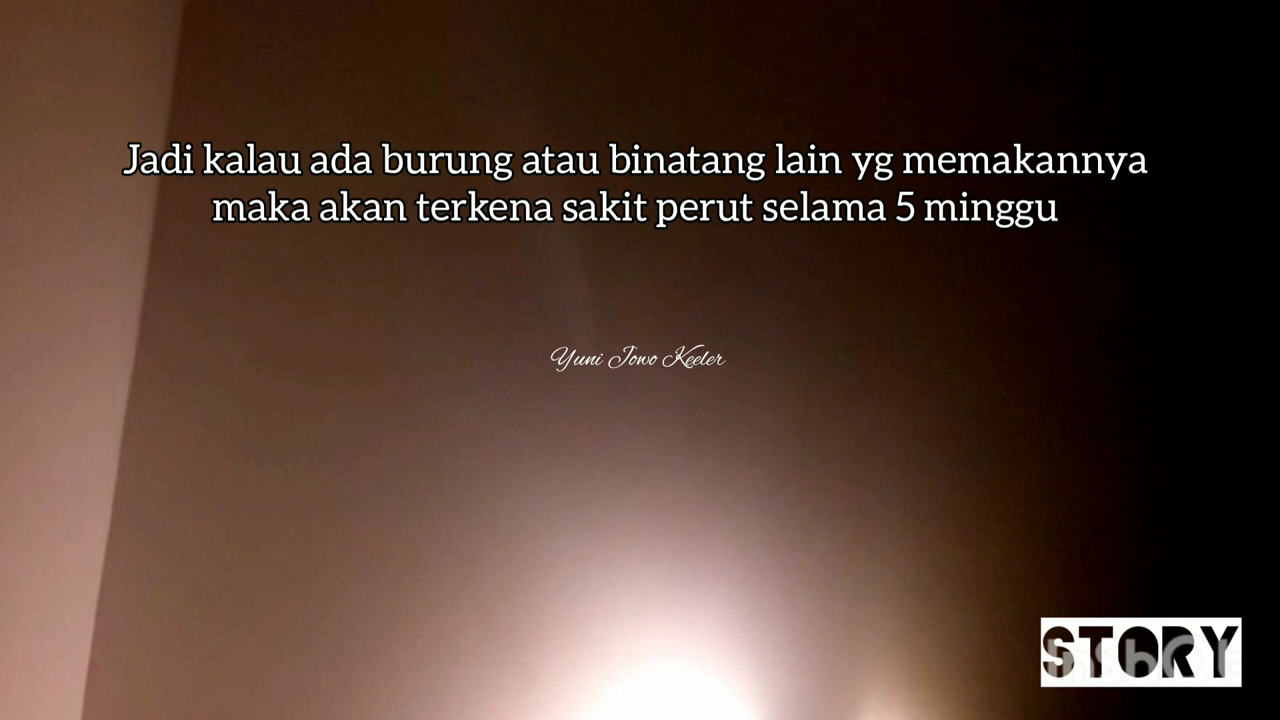 Jadi kalau ada burung atau binatang lain yg memakannya
maka akan terkena sakit perut selama 5 minggu
Yuni Jowo Keeler
STORY